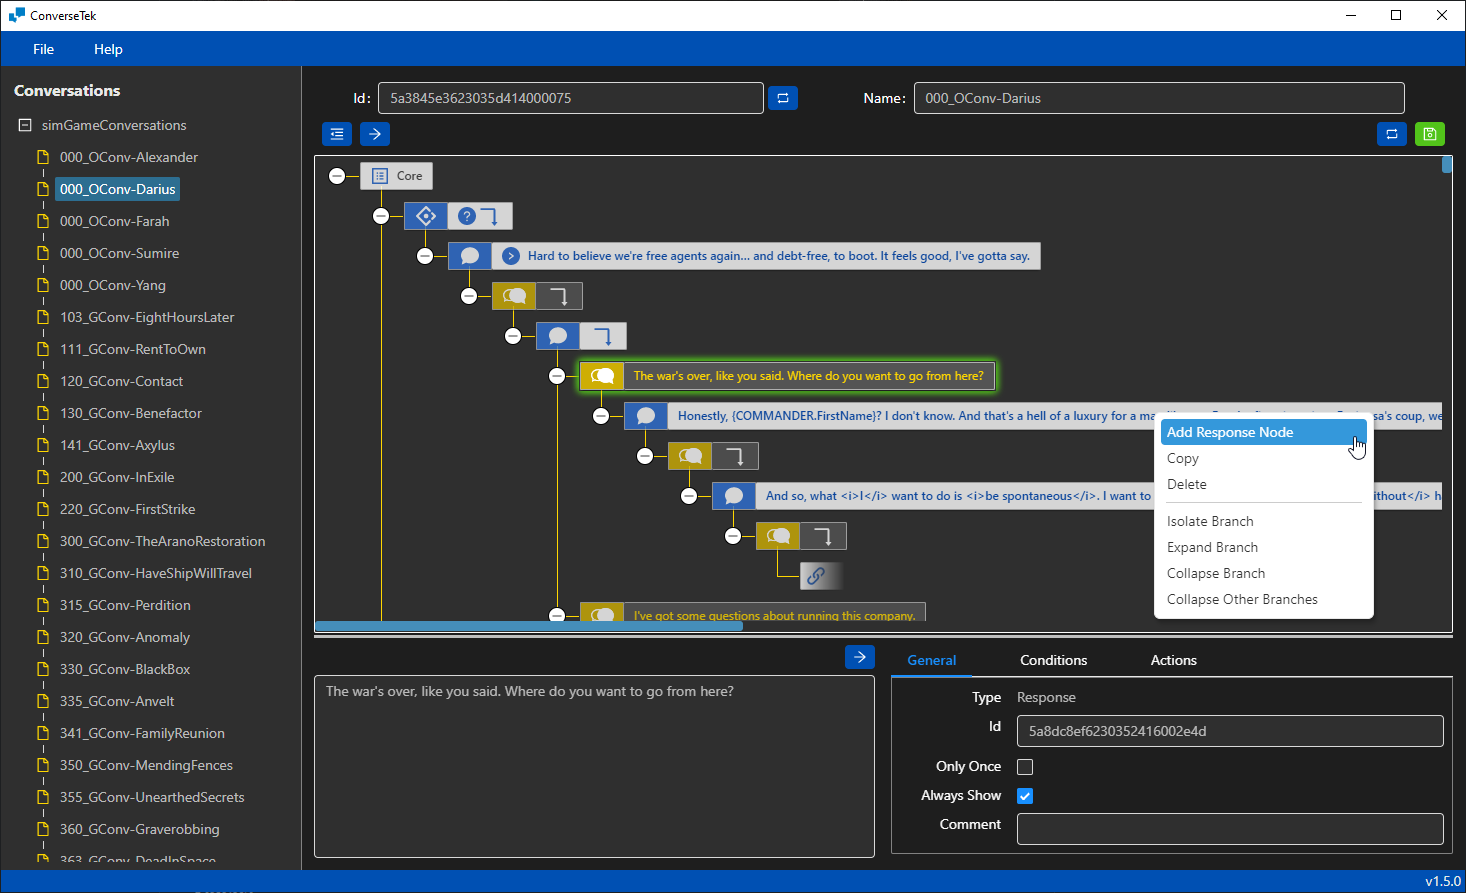 ConverseTek
File
Help
Conversations
simGameConversations
000_OConv-Alexander
000_OConv-Darius
000_OConv-Farah
000_OConv-Sumire
000_OConv-Yang
103_GConv-EightHoursLater
111_GConv-RentToOwn
120_GConv-Contact
130_GConv-Benefactor
141_GConv-Axylus
200_GConv-InExile
220_GConv-FirstStrike
300_GConv-TheAranoRestoration
310_GConv-HaveShipWillTravel
315_GConv-Perdition
320_GConv-Anomaly
330_GConv-BlackBox
335_GConv-Anvelt
341_GConv-FamilyReunion
350_GConv-MendingFences
355_GConv-UnearthedSecrets
360_GConv-Graverobbing
363_GConv-DeadInSpace
Id: 5a3845e3623035d414000075
Name: 000_OConv-Darius
Core
Hard to believe we're free agents again... and debt-free, to boot. It feels good, I've gotta say.
The war's over, like you said. Where do you want to go from here?
Honestly, {COMMANDER.FirstName}? I don't know. And that's a hell of a luxury for a ma sa's coup, we
And so, what <i>I</i> want to do is <i>be spontaneous</i>. I want to ithout</i> h
I've got some questions about running this company.
Add Response Node
Copy
Delete
Isolate Branch
Expand Branch
Collapse Branch
Collapse Other Branches
The war's over, like you said. Where do you want to go from here?
General Conditions Actions
Type Response
Id 5a8dc8ef6230352416002e4d
Only Once
Always Show
Comment
v1.5.0